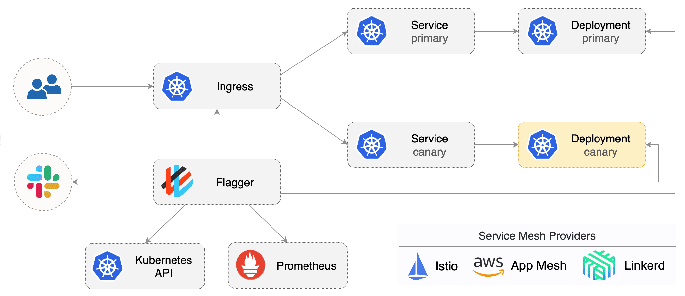 Service
primary
Deployment
primary
Ingress
Service
canary
Deployment
canary
Flagger
Kubernetes
API
Prometheus
Service Mesh Providers
Istio
aws
App Mesh
Linkerd